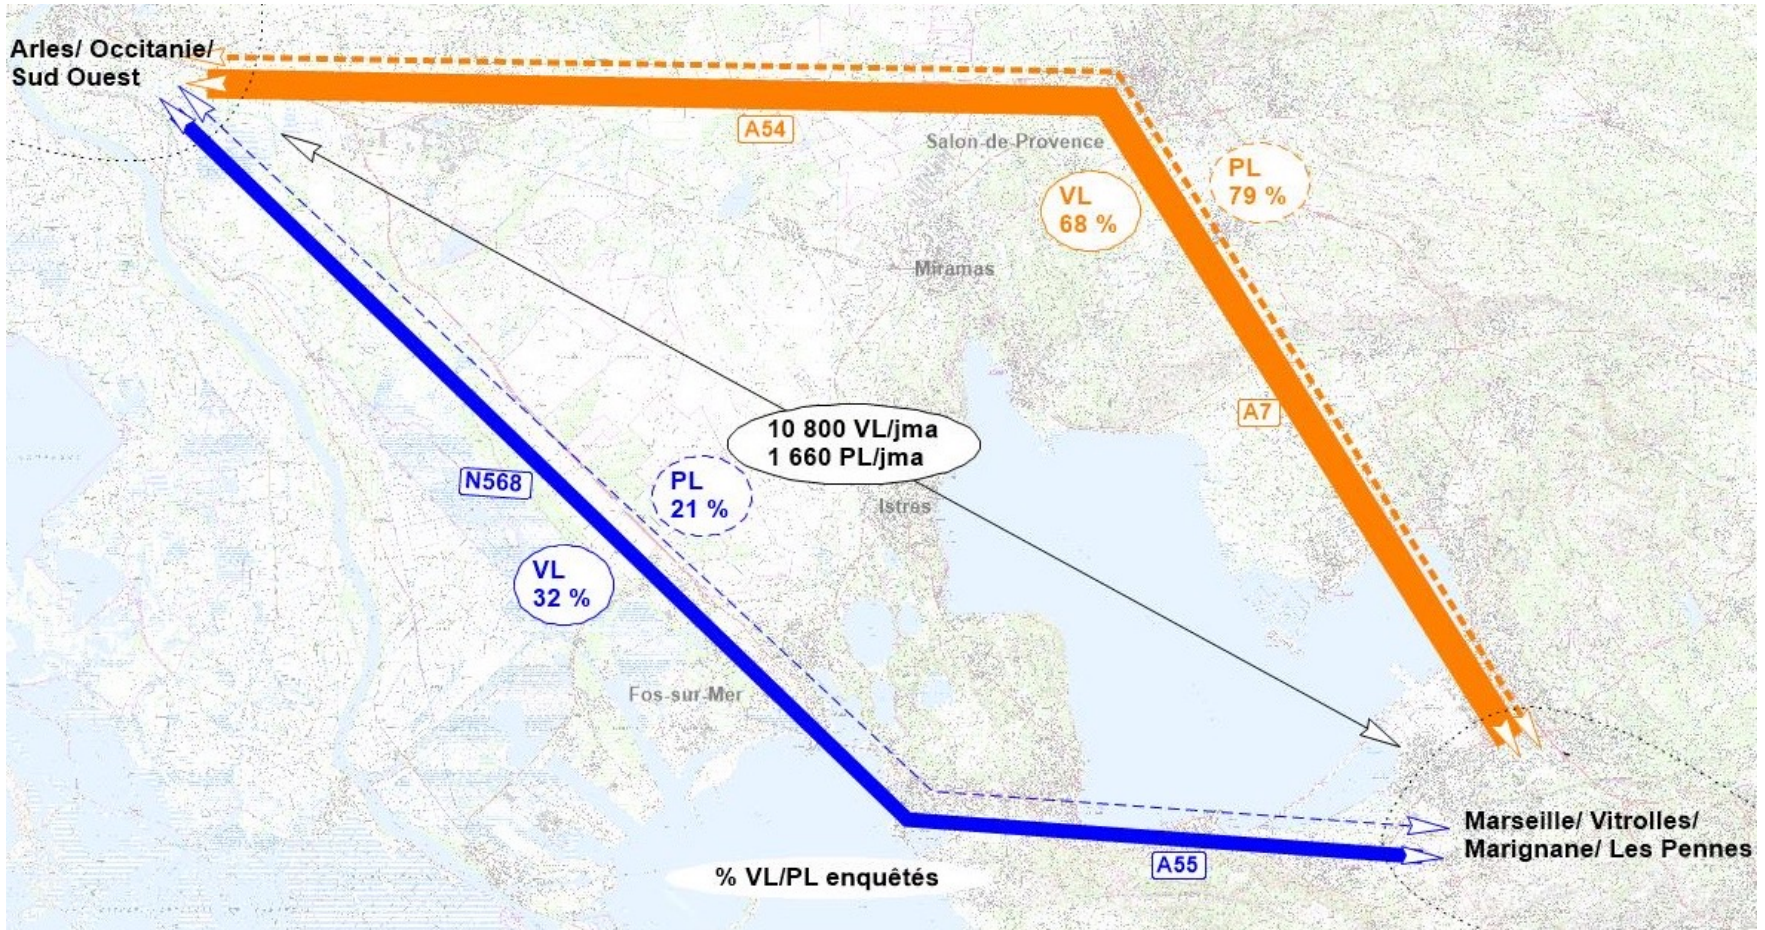 Arles/ Occitanie/
Sud Ouest
A54
Salon-de-Provence
PL
79 %
VL
68 %
Miramas
A7
10 800 VL/jma
1 660 PL/jma
N568
PL
21 %
Istres
VL
32 %
Fos-sur-Mer
Marseille/ Vitrolles/
Marignane/ Les Pennes
A55
% VL/PL enquêtés